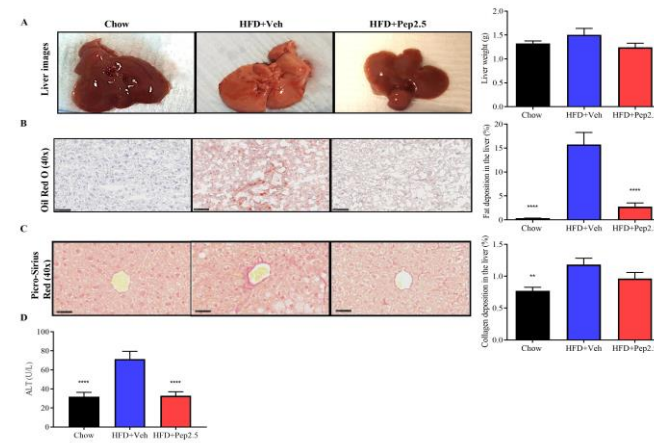 A
Chow
HFD+Veh
HFD+Pep2.5
Liver images
Liver weight (g)
2.0
1.5
1.0
0.5
0.0
Chow
HFD+Veh
HFD+Pep2.
B
Oil Red O (40x)
Fat deposition in the liver (%)
20
15
10
5
0
****
****
Chow
HFD+Veh
HFD+Pep2.
C
Picro-Sirius
Red (40x)
Collagen deposition in the liver (%)
1.5
1.0
0.5
0.0
**
Chow
HFD+Veh
HFD+Pep2.
D
ALT (U/L)
100
80
60
40
20
0
****
****
Chow
HFD+Veh
HFD+Pep2.5